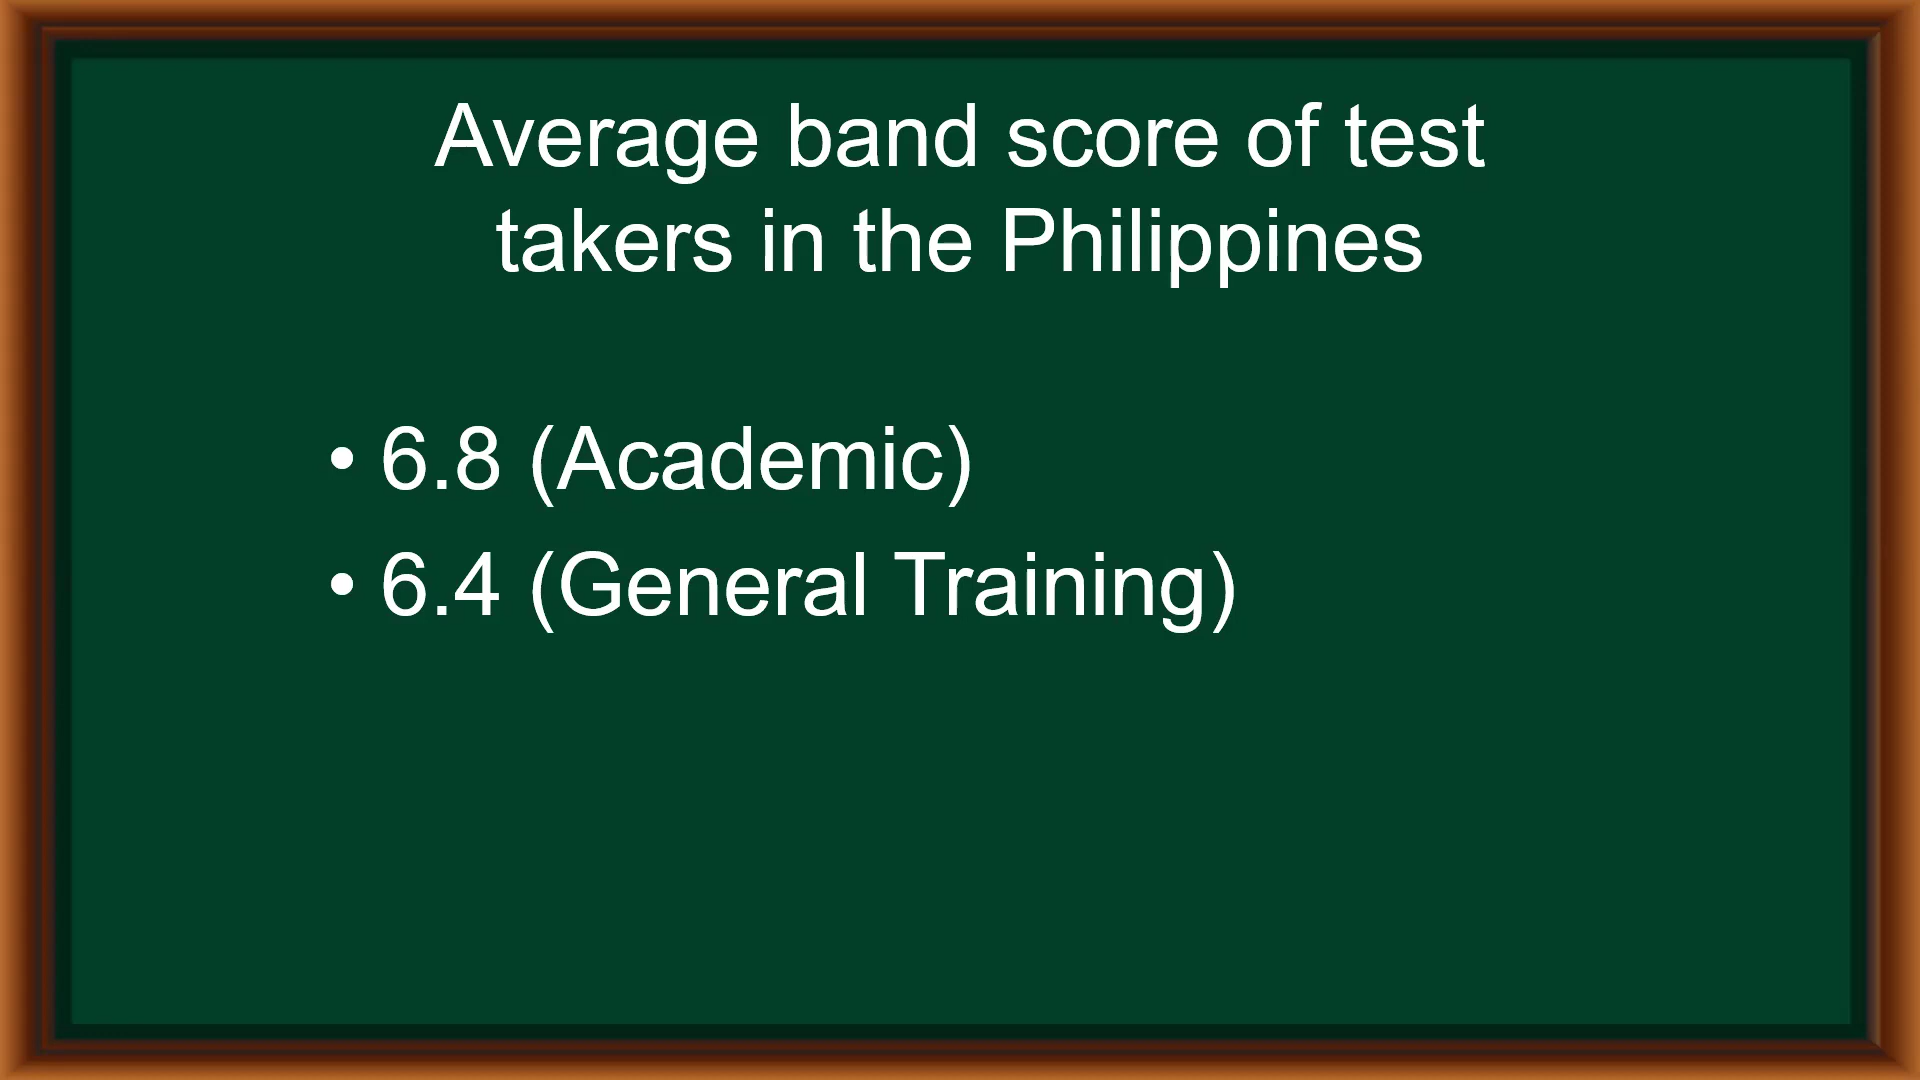 Average band score of test
takers in the Philippines
• 6.8 (Academic)
• 6.4 (General Training)